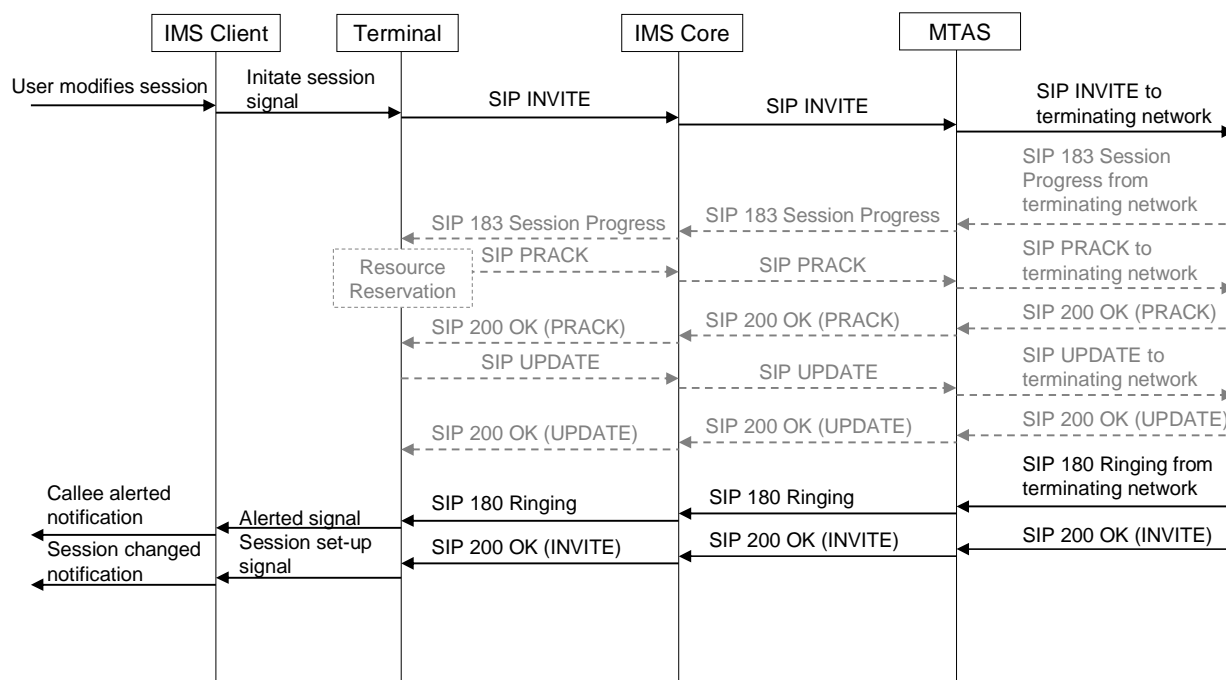 IMS Client
Terminal
IMS Core
MTAS
User modifies session
Initate session
signal
SIP INVITE
SIP INVITE
SIP INVITE to
terminating network
SIP 183 Session
Progress from
terminating network
SIP 183 Session Progress
SIP 183 Session Progress
Resource
Reservation
SIP PRACK
SIP PRACK
SIP PRACK to
terminating network
SIP 200 OK (PRACK)
SIP 200 OK (PRACK)
SIP 200 OK (PRACK)
SIP UPDATE
SIP UPDATE
SIP UPDATE to
terminating network
SIP 200 OK (UPDATE)
SIP 200 OK (UPDATE)
SIP 200 OK (UPDATE)
SIP 180 Ringing from
terminating network
SIP 180 Ringing
SIP 180 Ringing
Alerted signal
Callee alerted
notification
SIP 200 OK (INVITE)
SIP 200 OK (INVITE)
SIP 200 OK (INVITE)
Session set-up
signal
Session changed
notification